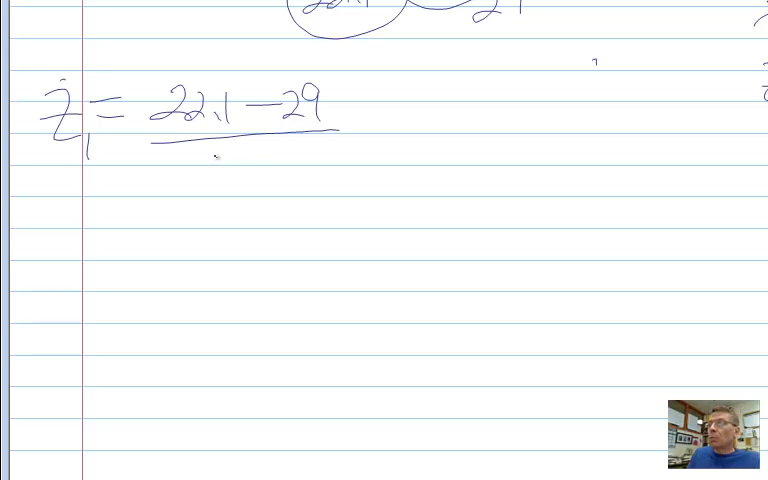 z₁ = 22.1 - 29